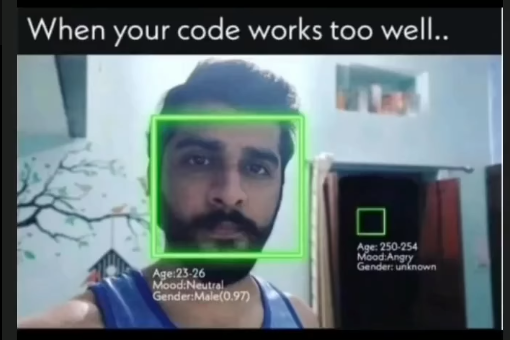 When your code works too well..
Age:23-26
Mood:Neutral
Gender:Male(0.97)
Age: 250-254
Mood:Angry
Gender: unknown